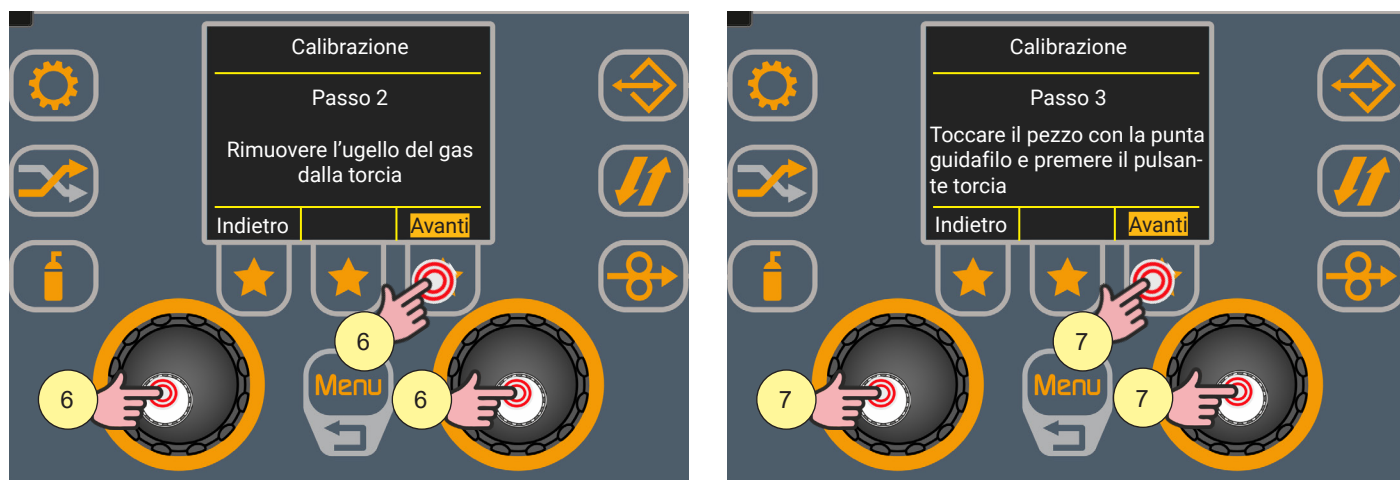 Calibrazione
Passo 2
Rimuovere l'ugello del gas
dalla torcia
Indietro
Avanti
6
Menu
6
6
Calibrazione
Passo 3
Toccare il pezzo con la punta
guidafilo e premere il pulsan-
te torcia
Indietro
Avanti
7
Menu
7
7